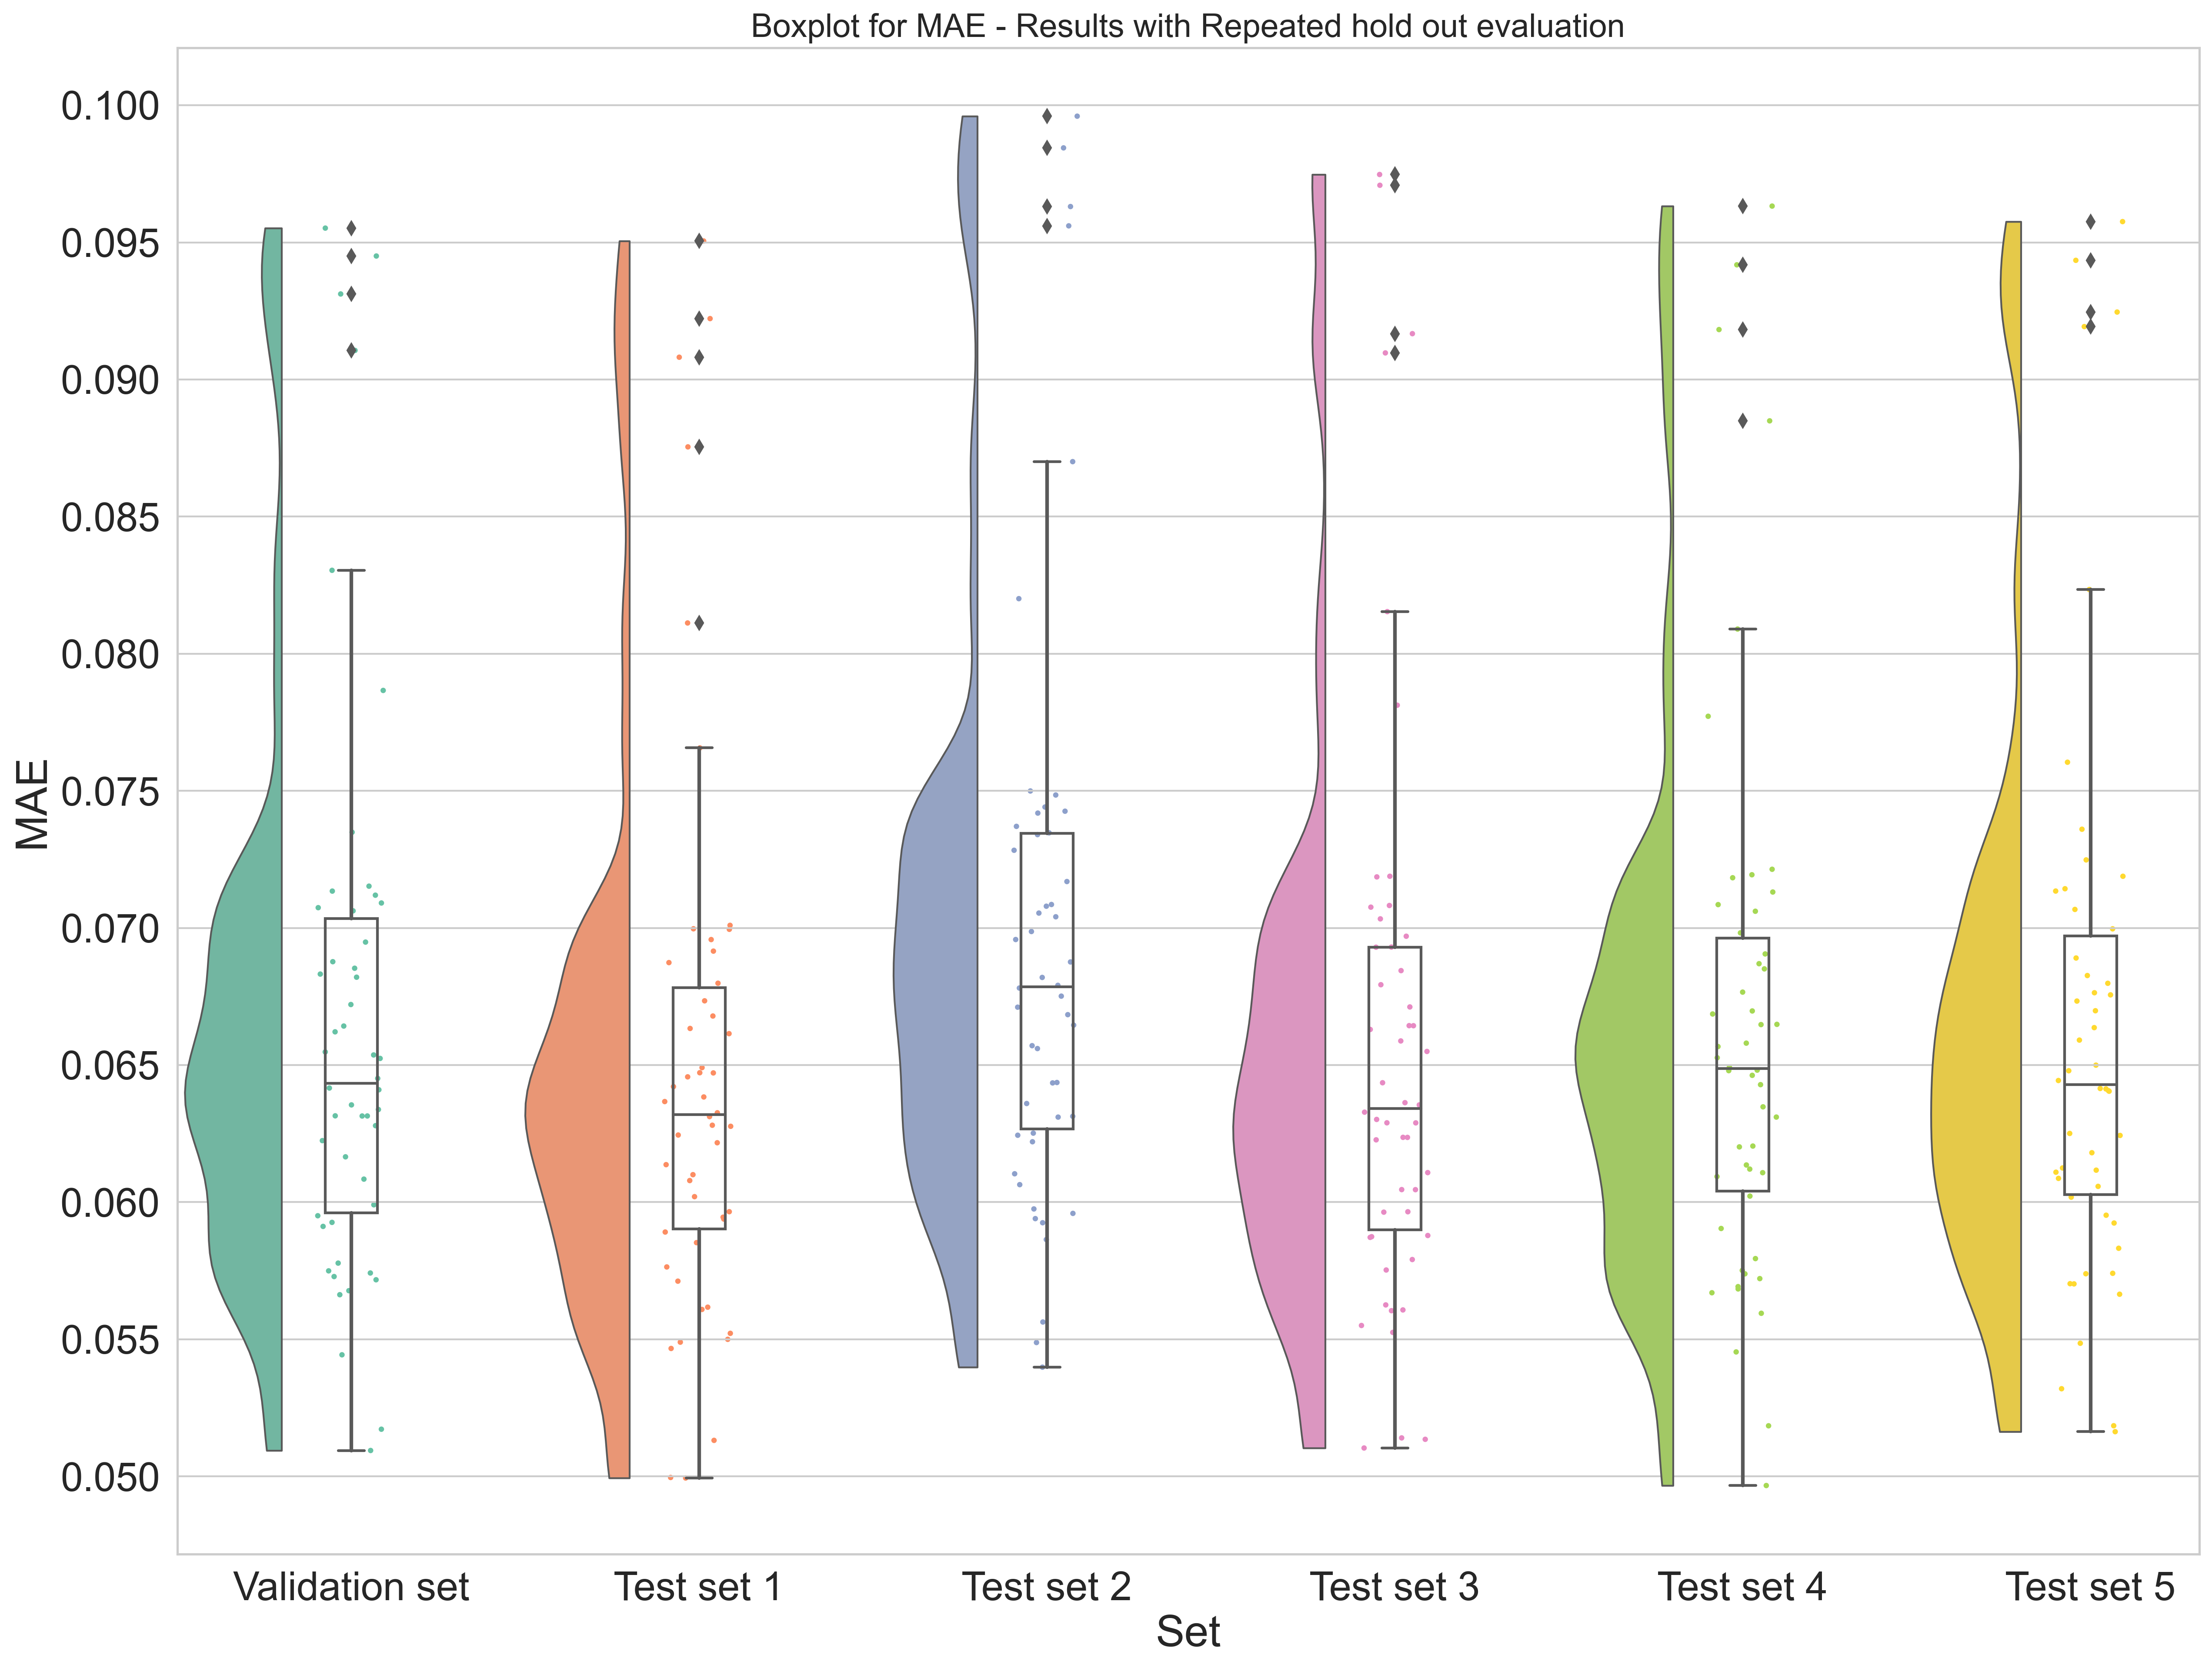 Boxplot for MAE - Results with Repeated hold out evaluation
0.100
0.095
0.090
0.085
0.080
0.075
0.070
0.065
0.060
0.055
0.050
MAE
Validation set Test set 1 Test set 2 Test set 3 Test set 4 Test set 5
Set